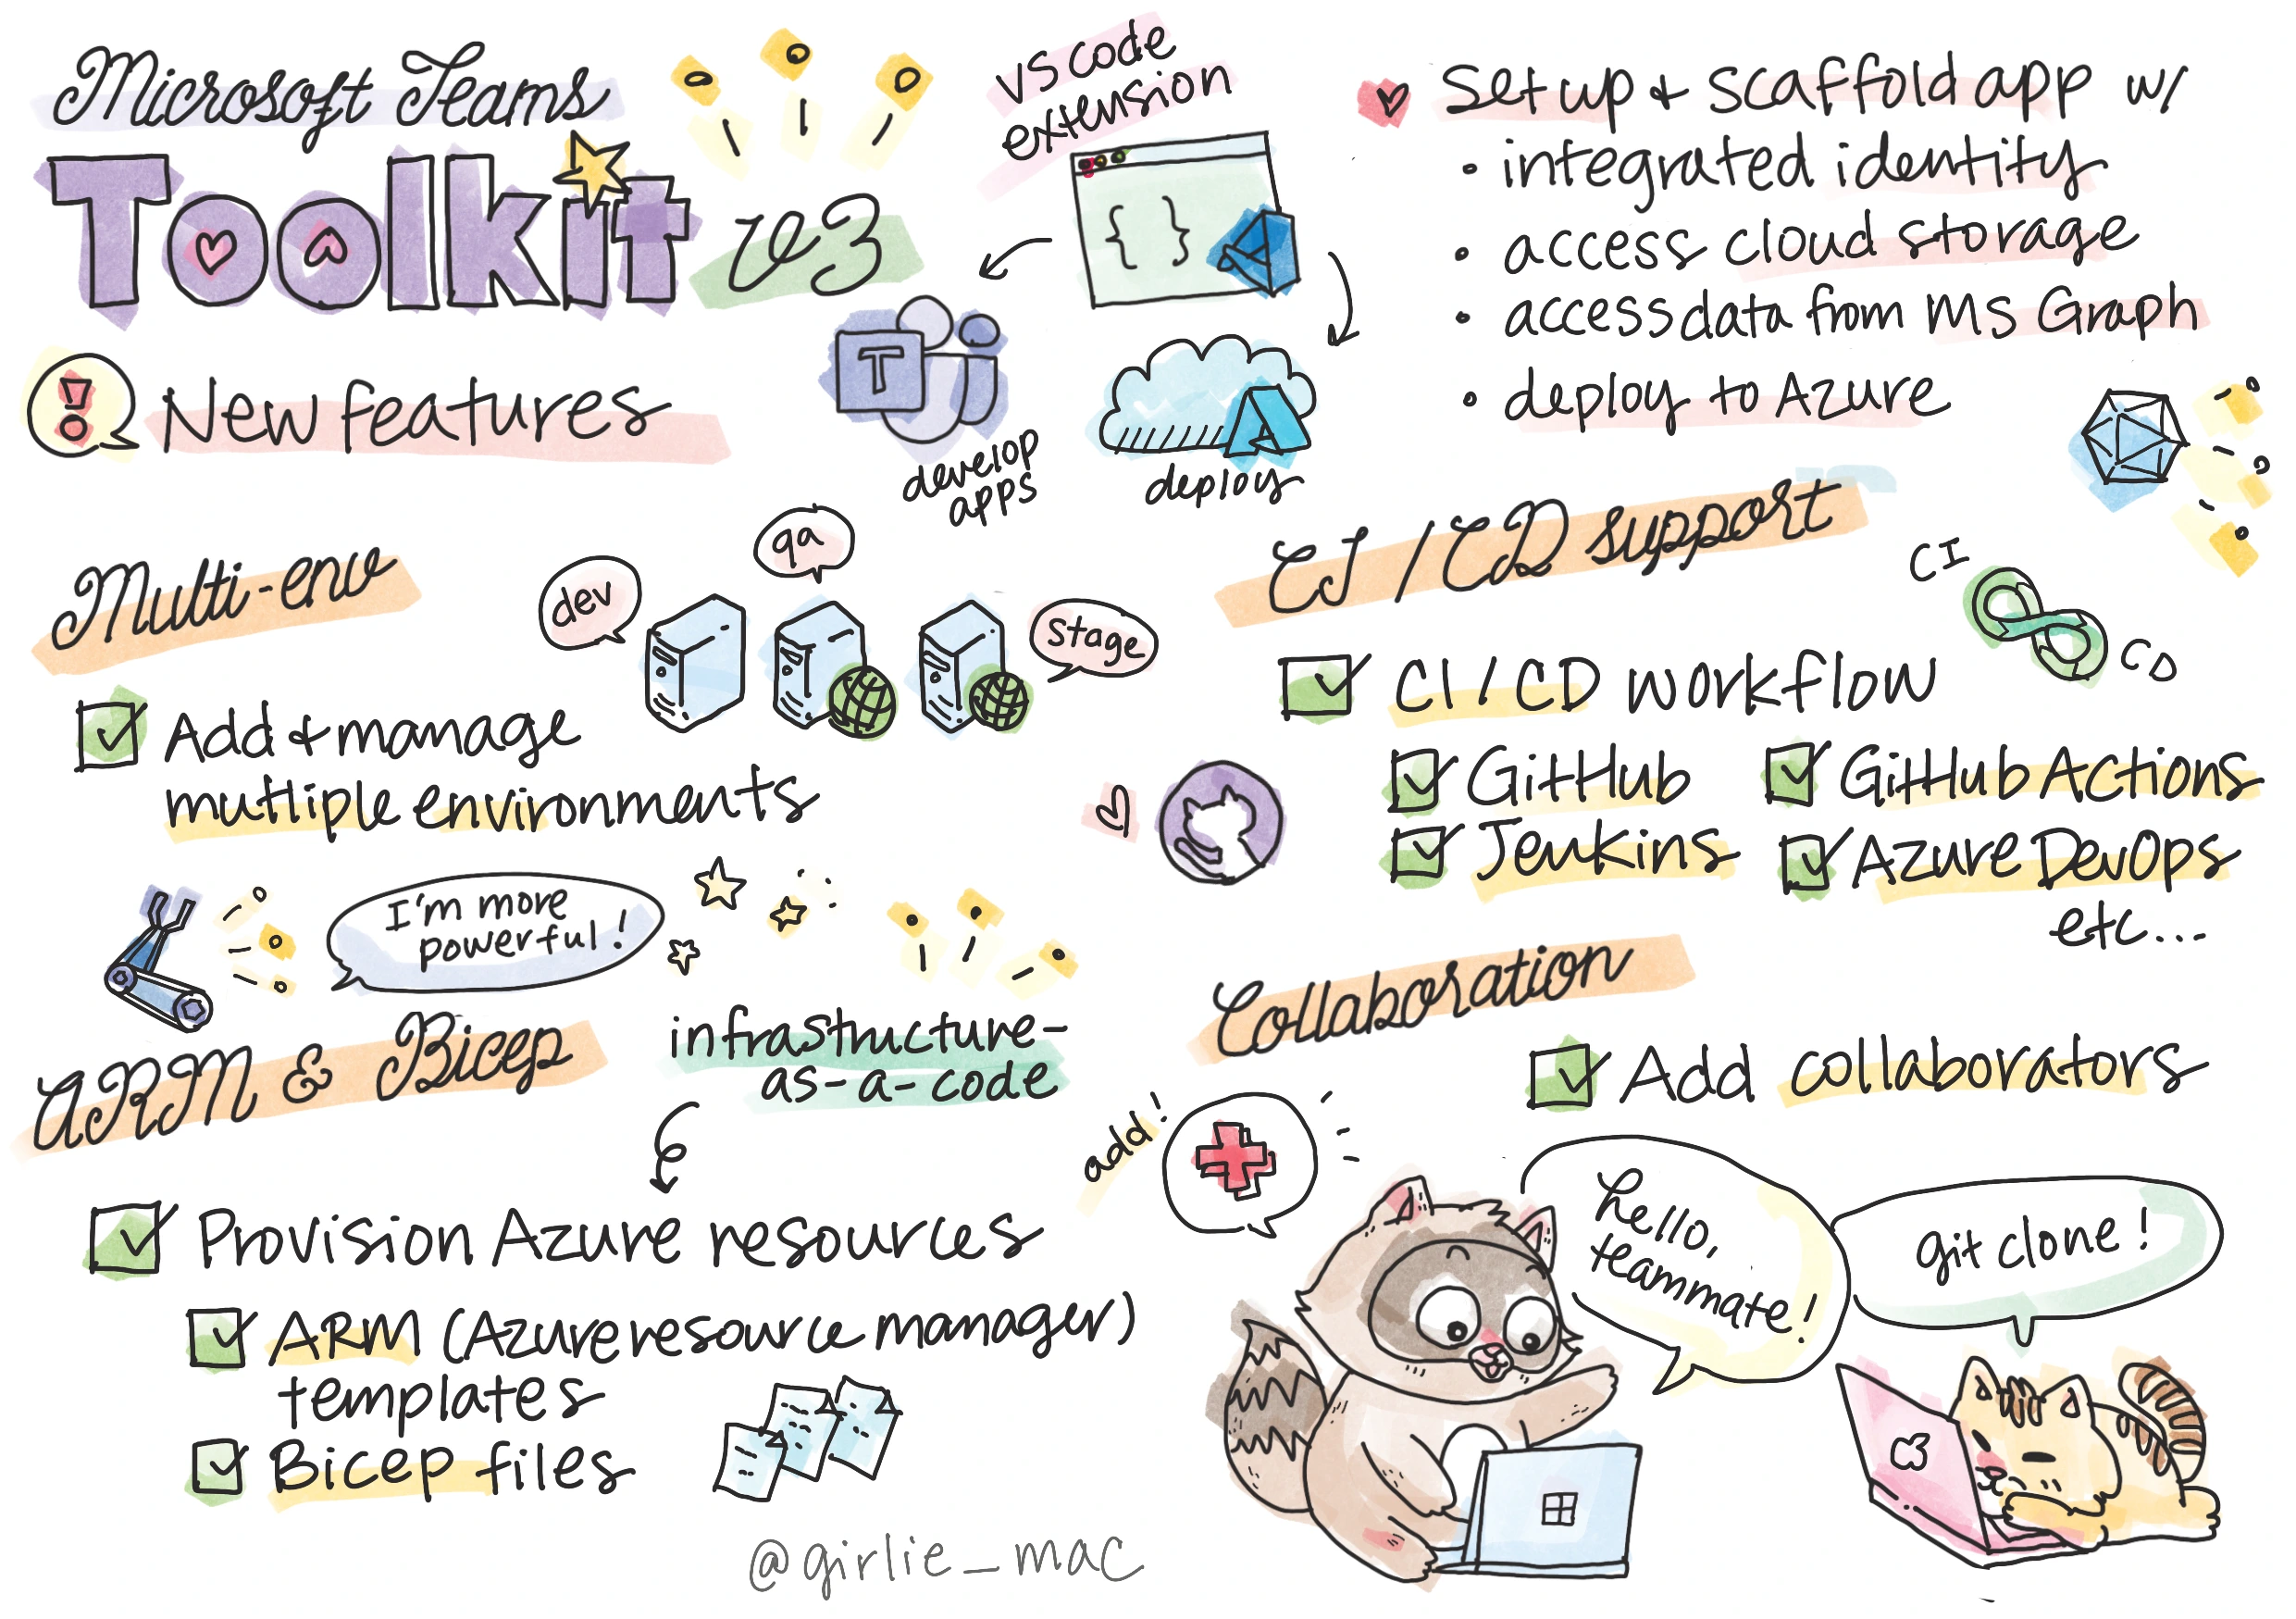 Microsoft Teams
Toolkit v3
VS code
extension
T
develop
apps
deploy
Set up & scaffold app w/
• integrated identity
• access cloud storage
• access data from MS Graph
• deploy to Azure
New features
Multi-env
dev
qa
stage
Add & manage
mutliple environments
I'm more
powerful!
ARM & Bicep
infrastructure-
as-a-code
Provision Azure resources
ARM (Azure resource manager)
templates
Bicep files
CI/CD support
CI
CD
CI/CD workflow
GitHub
GitHub Actions
Jenkins
Azure DevOps
etc...
Collaboration
Add collaborators
add!
hello,
teammate!
git clone!
@girlie_mac